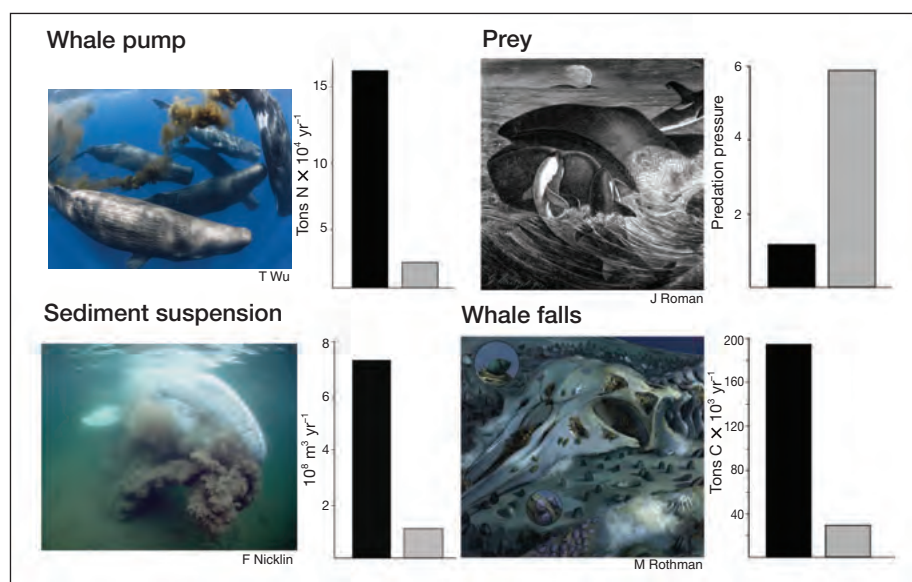 Whale pump
Tons N × 10⁴ yr⁻¹
15
10
5
T Wu
Prey
Predation pressure
6
4
2
J Roman
Sediment suspension
10⁸ m³ yr⁻¹
8
6
4
2
F Nicklin
Whale falls
Tons C × 10³ yr⁻¹
200
160
120
80
40
M Rothman